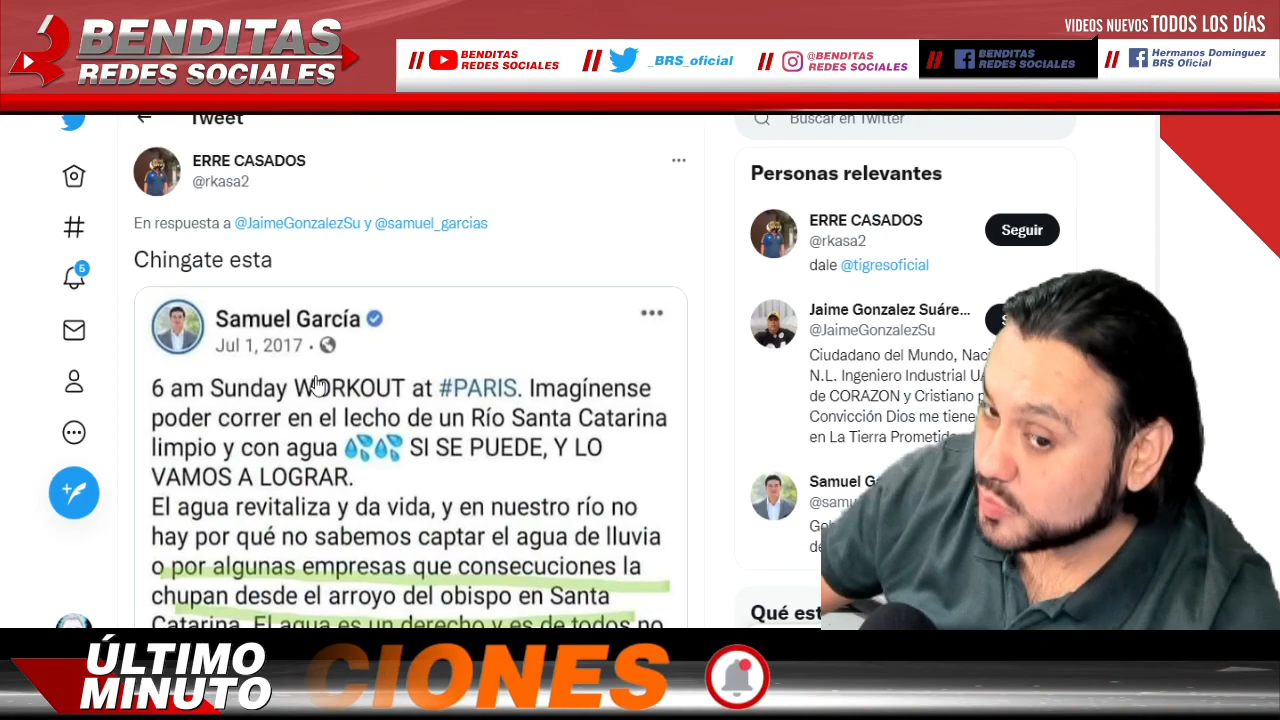 BENDITAS
REDES SOCIALES
VIDEOS NUEVOS TODOS LOS DÍAS
// BENDITAS
REDES SOCIALES
// _BRS_oficial
// @BENDITAS
REDES SOCIALES
// BENDITAS
REDES SOCIALES
// Hermanos Dominguez
BRS Oficial
Tweet
ERRE CASADOS
@rkasa2
En respuesta a @JaimeGonzalezSu y @samuel_garcias
Chingate esta
Samuel García
Jul 1, 2017 ·
6 am Sunday WORKOUT at #PARIS. Imagínense
poder correr en el lecho de un Río Santa Catarina
limpio y con agua 💦💦 SI SE PUEDE, Y LO
VAMOS A LOGRAR.
El agua revitaliza y da vida, y en nuestro río no
hay por qué no sabemos captar el agua de lluvia
o por algunas empresas que consecuciones la
chupan desde el arroyo del obispo en Santa
Catarina. El agua es un derecho y es de todos no
5
Buscar en Twitter
Personas relevantes
ERRE CASADOS
@rkasa2
Seguir
dale @tigresoficial
Jaime Gonzalez Suáre...
@JaimeGonzalezSu
Ciudadano del Mundo, Nac
N.L. Ingeniero Industrial UA
de CORAZON y Cristiano p
Convicción Dios me tiene
en La Tierra Prometid
Samuel G
@samu
Qué est
ÚLTIMO
MINUTO
CIONES